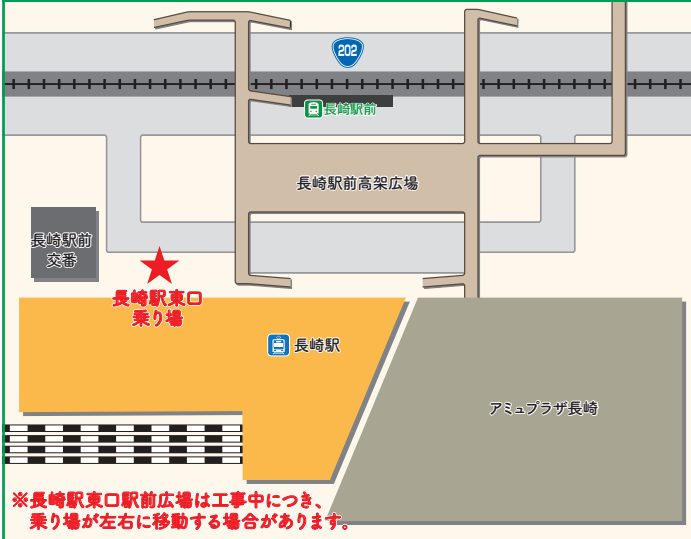 202
長崎駅前
長崎駅前高架広場
長崎駅前
交番
長崎駅東口
乗り場
長崎駅
アミュプラザ長崎
※長崎駅東口駅前広場は工事中につき、
乗り場が左右に移動する場合があります。